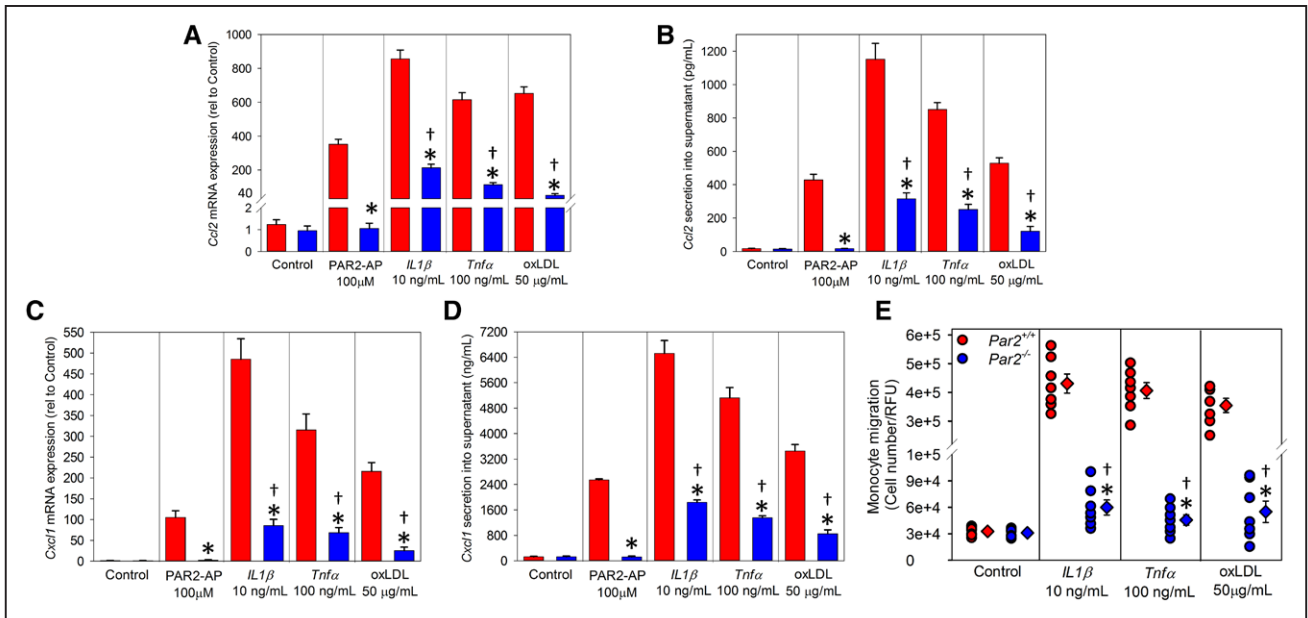 A
Ccl2 mRNA expression (rel to Control)
1000
800
600
400
200
40
2
1
0
†
*
†
*
†
*
*
Control
PAR2-AP
100µM
IL1β
10 ng/mL
Tnfα
100 ng/mL
oxLDL
50 µg/mL
B
Ccl2 secretion into supernatant (pg/mL)
1200
1000
800
600
400
200
0
†
*
†
*
†
*
*
Control
PAR2-AP
100µM
IL1β
10 ng/mL
Tnfα
100 ng/mL
oxLDL
50 µg/mL
C
Cxcl1 mRNA expression (rel to Control)
550
500
450
400
350
300
250
200
150
100
50
0
*
†
*
†
*
†
*
Control
PAR2-AP
100µM
IL1β
10 ng/mL
Tnfα
100 ng/mL
oxLDL
50 µg/mL
D
Cxcl1 secretion into supernatant (ng/mL)
7200
6400
5600
4800
4000
3200
2400
1600
800
0
*
†
*
†
*
†
*
Control
PAR2-AP
100µM
IL1β
10 ng/mL
Tnfα
100 ng/mL
oxLDL
50 µg/mL
E
Monocyte migration
(Cell number/RFU)
6e+5
5e+5
4e+5
3e+5
1e+5
9e+4
6e+4
3e+4
0
Par2+/+
Par2-/-
†
*
†
*
†
*
Control
IL1β
10 ng/mL
Tnfα
100 ng/mL
oxLDL
50µg/mL